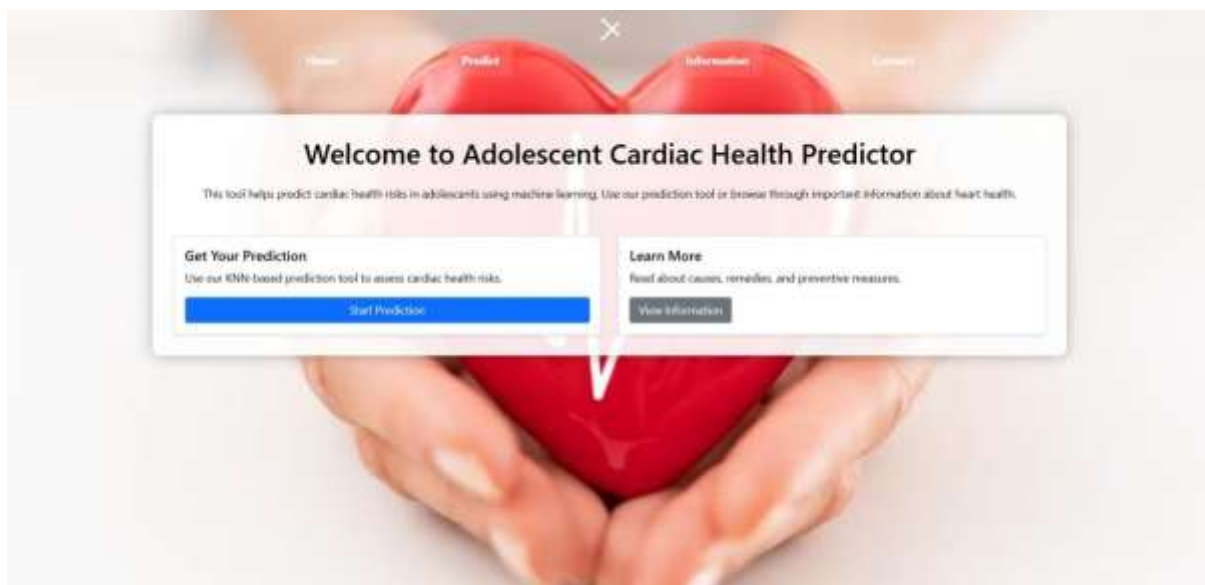 Home Predict Information Contact
Welcome to Adolescent Cardiac Health Predictor
This tool helps predict cardiac health risks in adolescents using machine learning. Use our prediction tool or browse through important information about heart health.
Get Your Prediction
Use our KNN-based prediction tool to assess cardiac health risks.
Start Prediction
Learn More
Read about causes, remedies, and preventive measures.
View Information